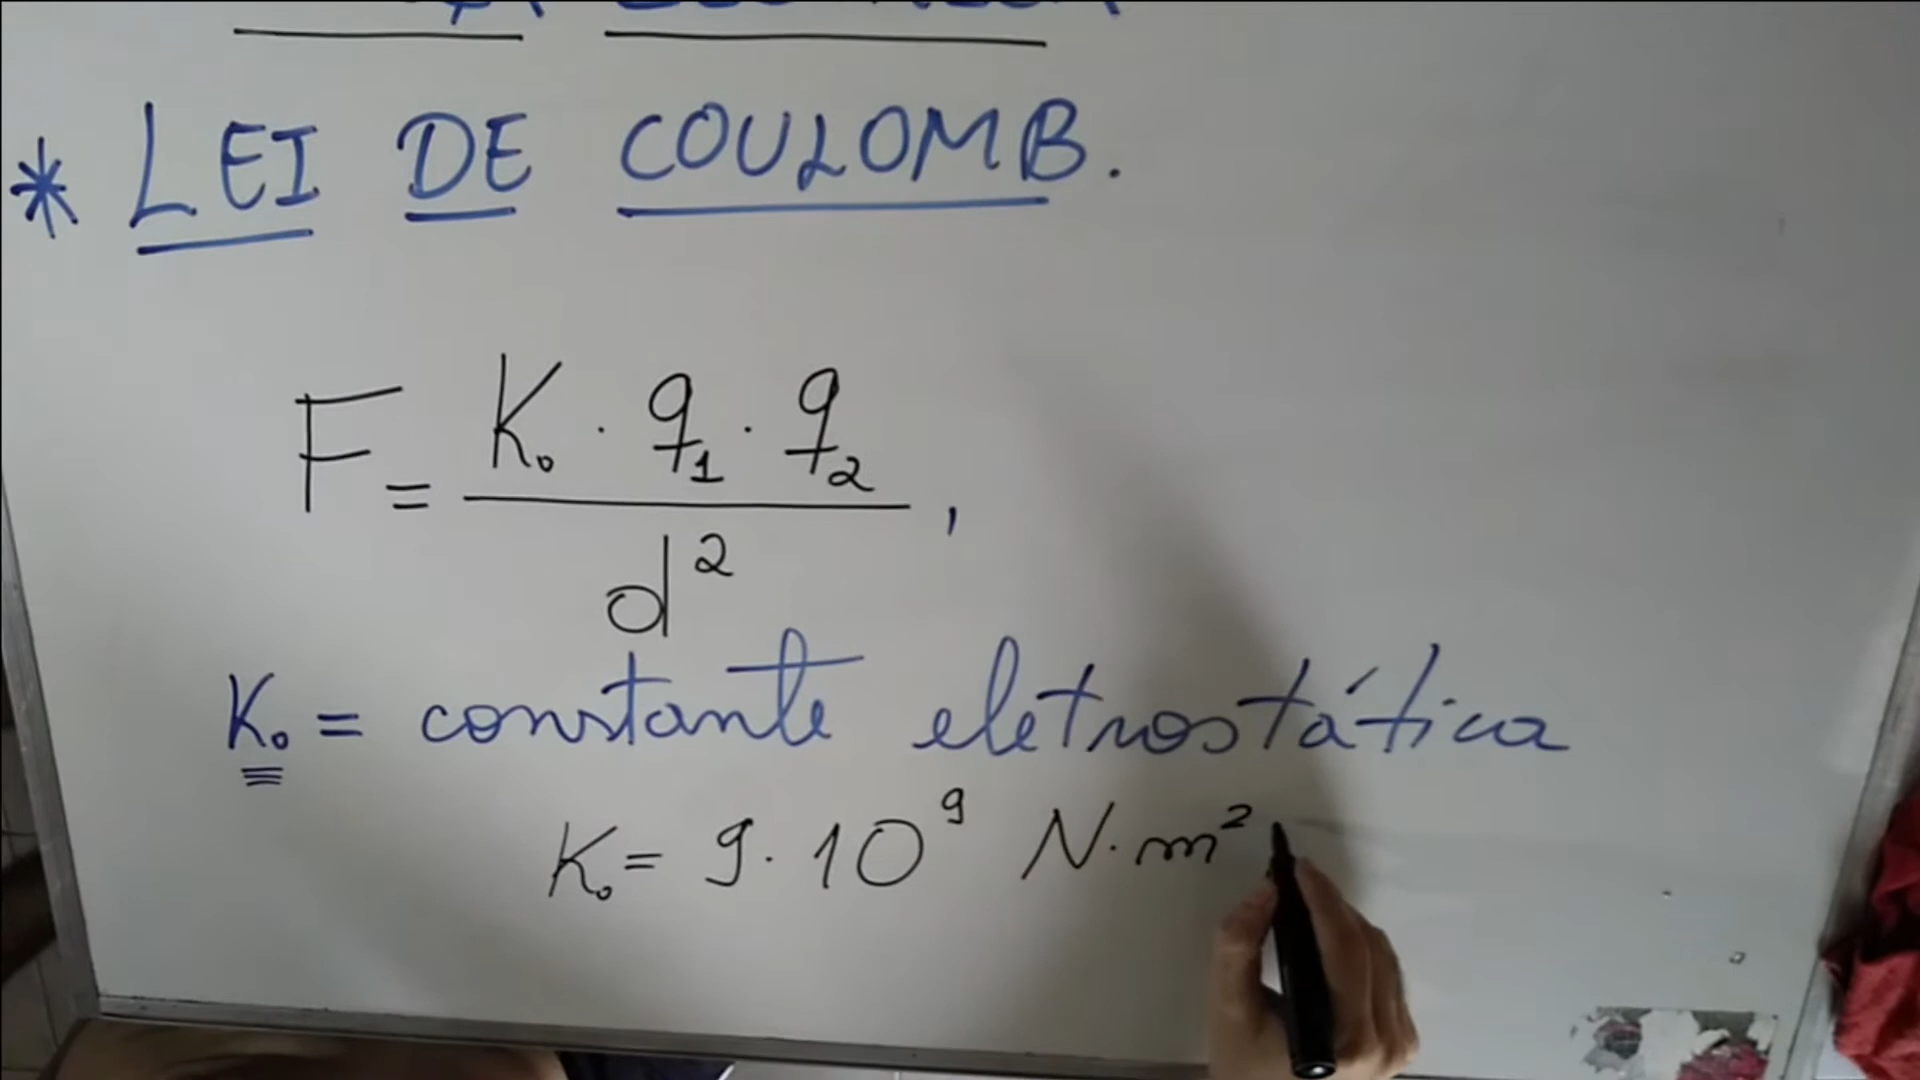 * LEI DE COULOMB.
F = K₀ · q₁ · q₂ / d² ,
K₀ = constante eletrostática
K₀ = 9 · 10⁹ N · m²